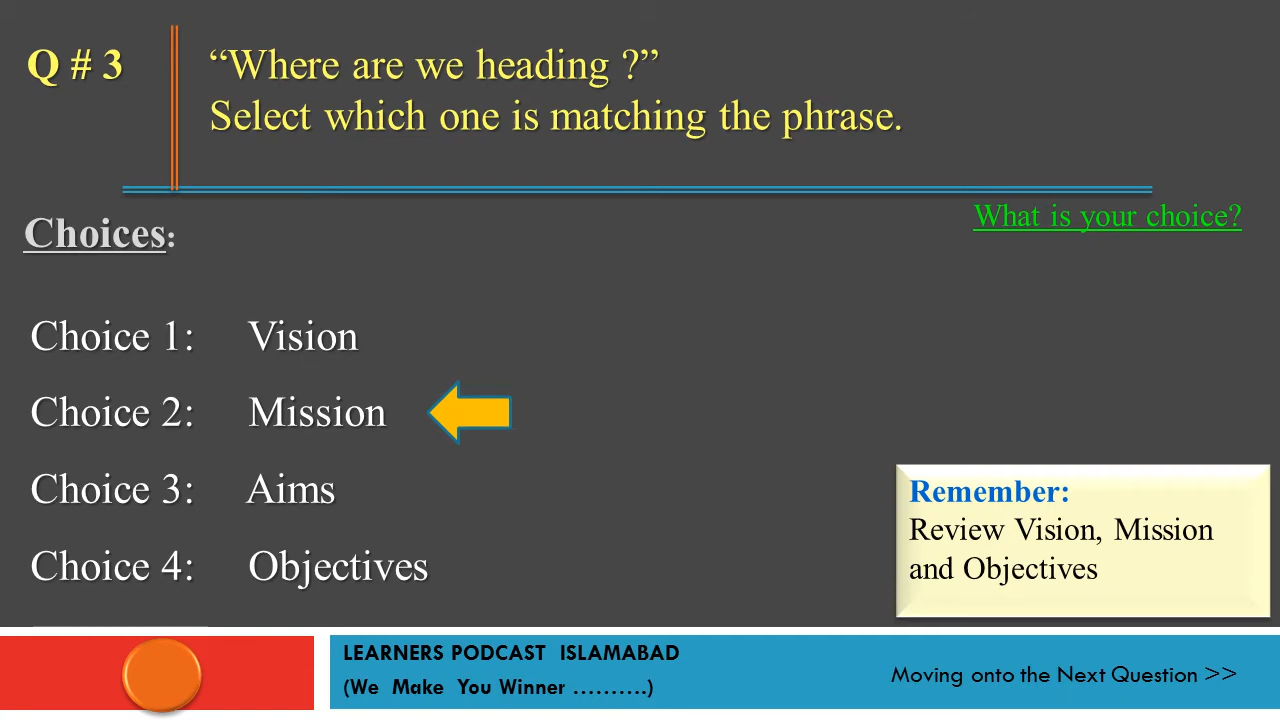 Q # 3
“Where are we heading ?”
Select which one is matching the phrase.
What is your choice?
Choices:
Choice 1: Vision
Choice 2: Mission
Choice 3: Aims
Choice 4: Objectives
Remember:
Review Vision, Mission
and Objectives
LEARNERS PODCAST ISLAMABAD
(We Make You Winner ……….)
Moving onto the Next Question >>